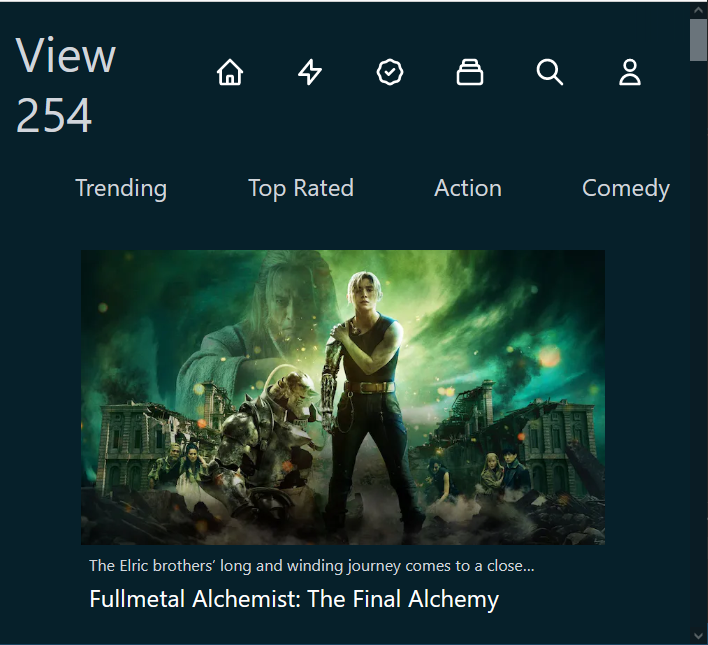 View
254
Trending Top Rated Action Comedy
The Elric brothers’ long and winding journey comes to a close...
Fullmetal Alchemist: The Final Alchemy